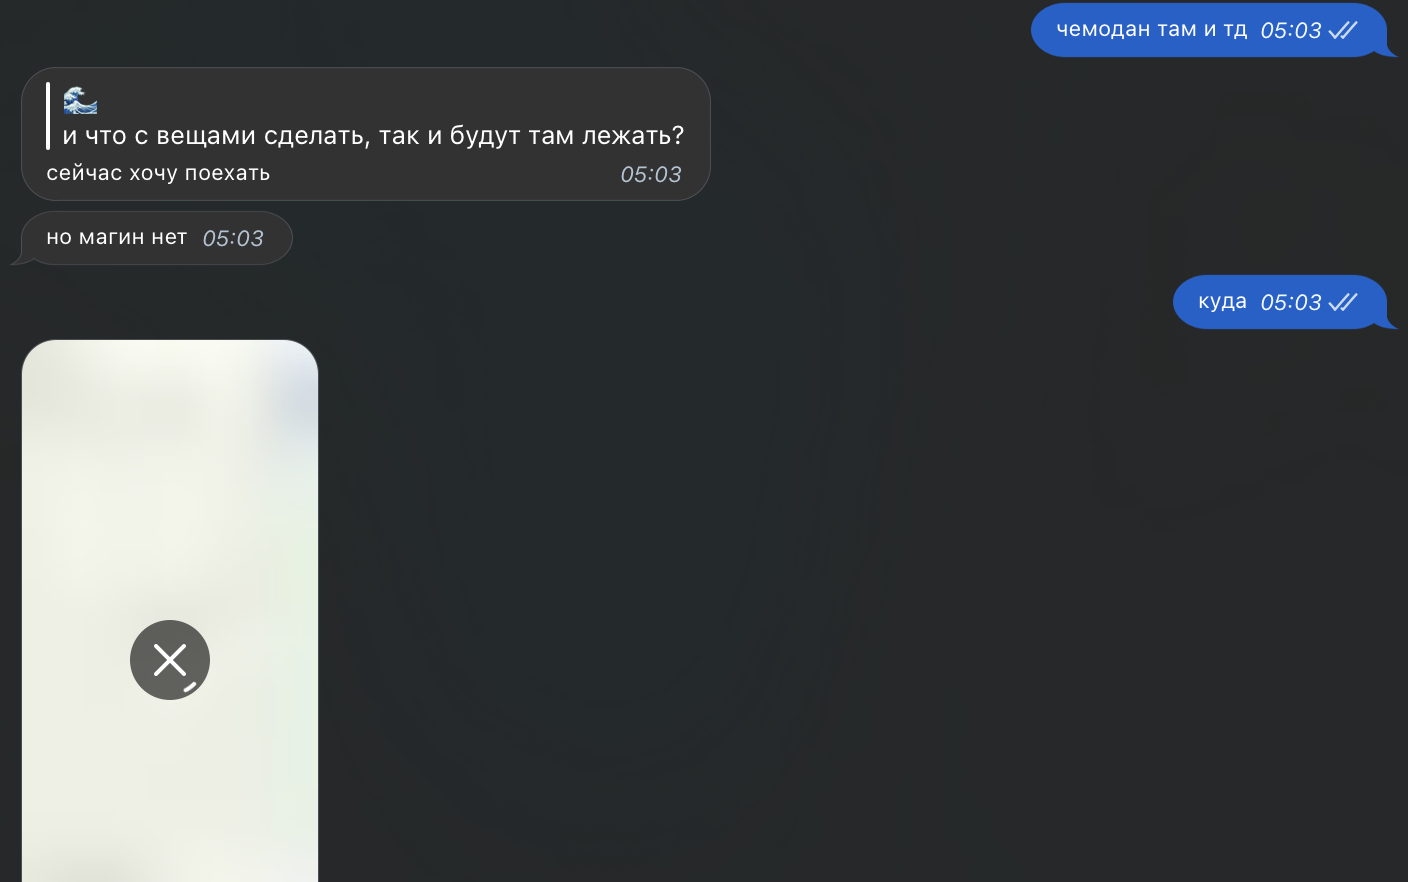 чемодан там и тд 05:03
🌊
и что с вещами сделать, так и будут там лежать?
сейчас хочу поехать 05:03
но магин нет 05:03
куда 05:03